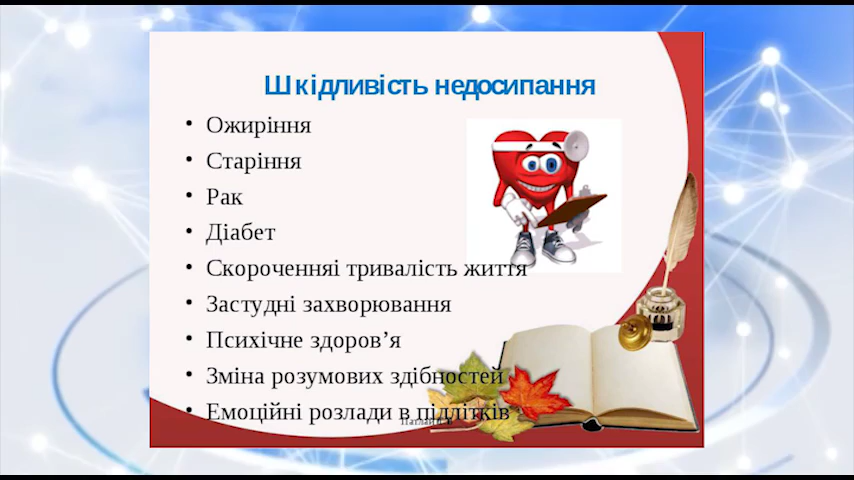 Шкідливість недосипання
• Ожиріння
• Старіння
• Рак
• Діабет
• Скороченняі тривалість життя
• Застудні захворювання
• Психічне здоров’я
• Зміна розумових здібностей
• Емоційні розлади в підлітків